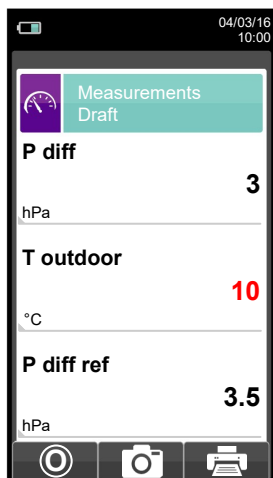 04/03/16
10:00
Measurements
Draft
P diff
3
hPa
T outdoor
10
°C
P diff ref
3.5
hPa